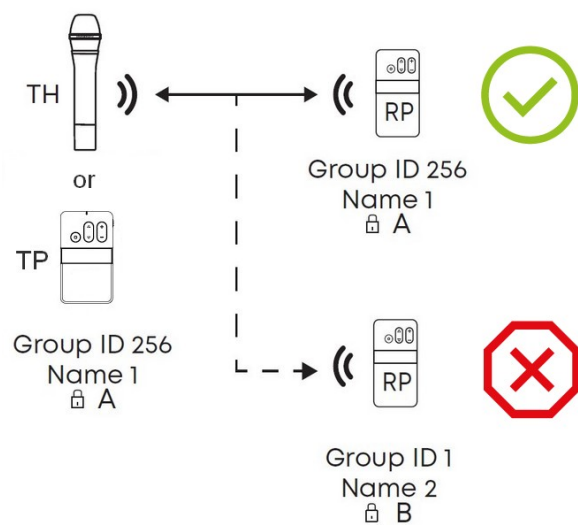 TH
or
TP
Group ID 256
Name 1
🔒 A
RP
Group ID 256
Name 1
🔒 A
RP
Group ID 1
Name 2
🔒 B